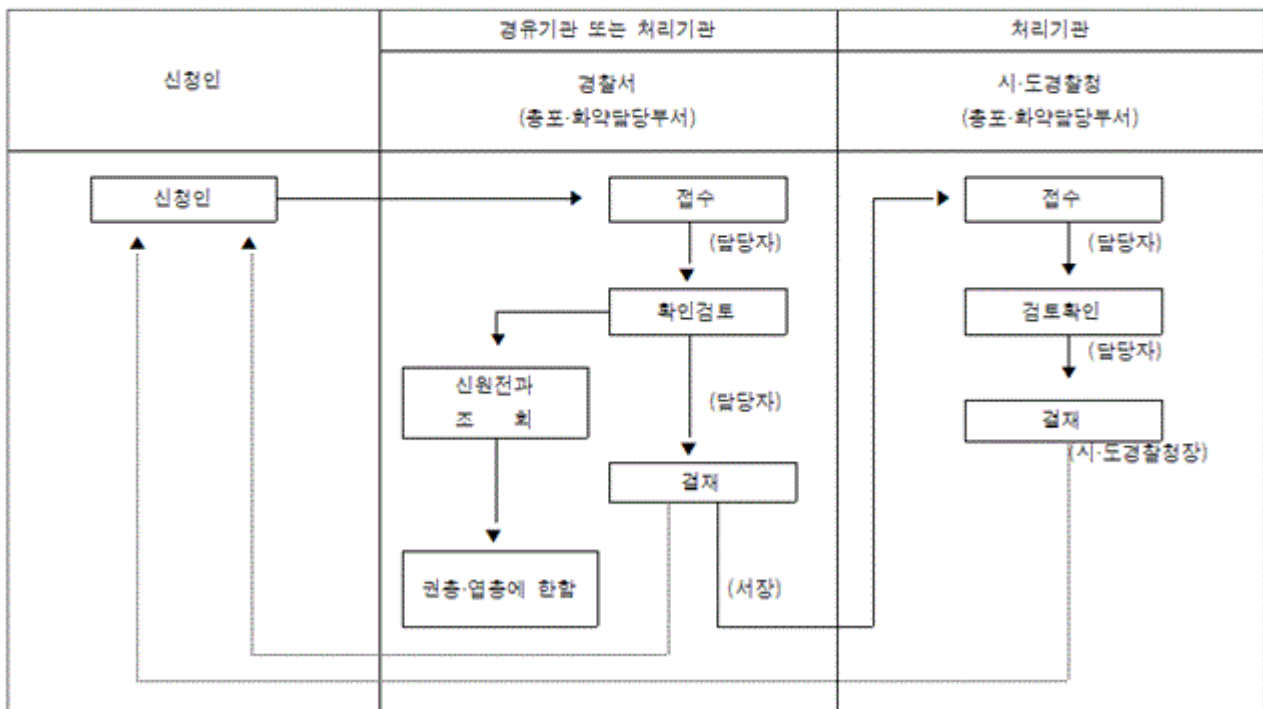 신청인
경유기관 또는 처리기관
처리기관
경찰서
(총포·화약담당부서)
시·도경찰청
(총포·화약담당부서)
신청인
접수
접수
(담당자)
(담당자)
확인검토
검토확인
(담당자)
신원전과
조 회
(담당자)
결재
(시·도경찰청장)
결재
권총·엽총에 한함
(서장)